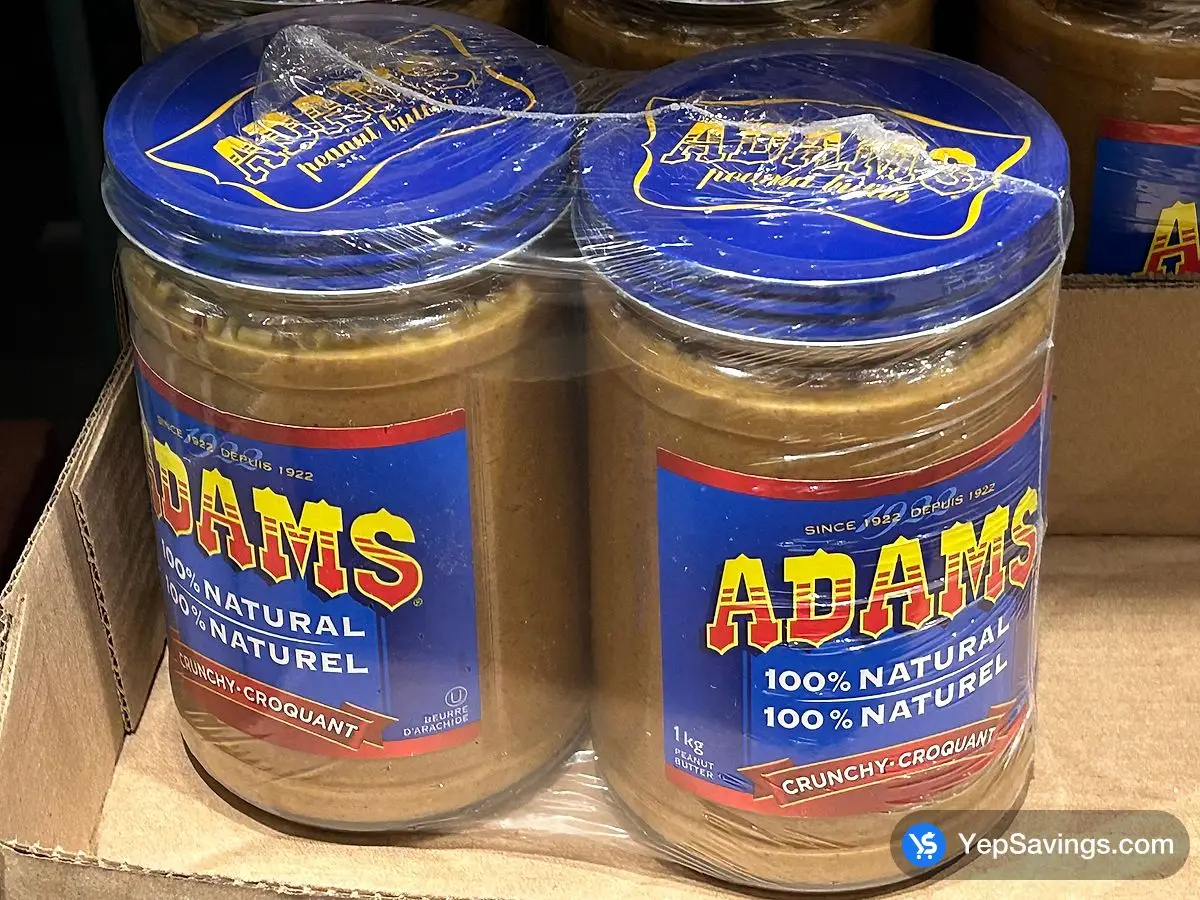 ADAMS
peanut butter
ADAMS
peanut butter
SINCE 1922 DEPUIS 1922
ADAMS®
100% NATURAL
100% NATUREL
CRUNCHY·CROQUANT
U
BEURRE
D'ARACHIDE
SINCE 1922 DEPUIS 1922
ADAMS
100% NATURAL
100% NATUREL
1 kg
PEANUT
BUTTER
CRUNCHY·CROQUANT
YepSavings.com